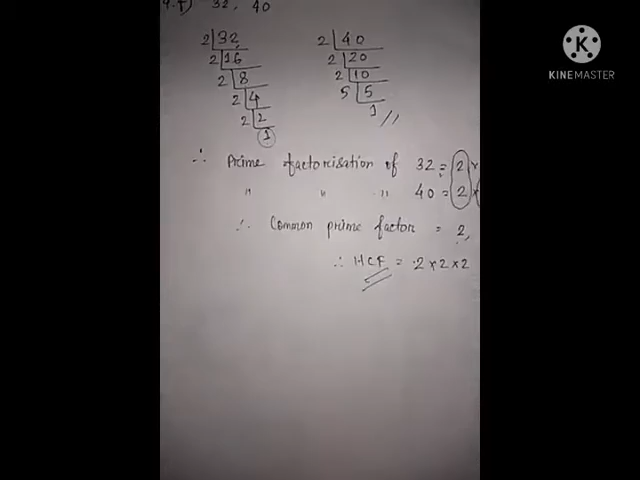 32, 40
2 32 2 40
2 16 2 20
2 8 2 10
2 4 5 5
2 2 1 //
1
∴ Prime factorisation of 32 = 2 ×
" " " 40 = 2 ×
∴ Common prime factor = 2,
∴ HCF = 2 × 2 × 2
KINEMASTER